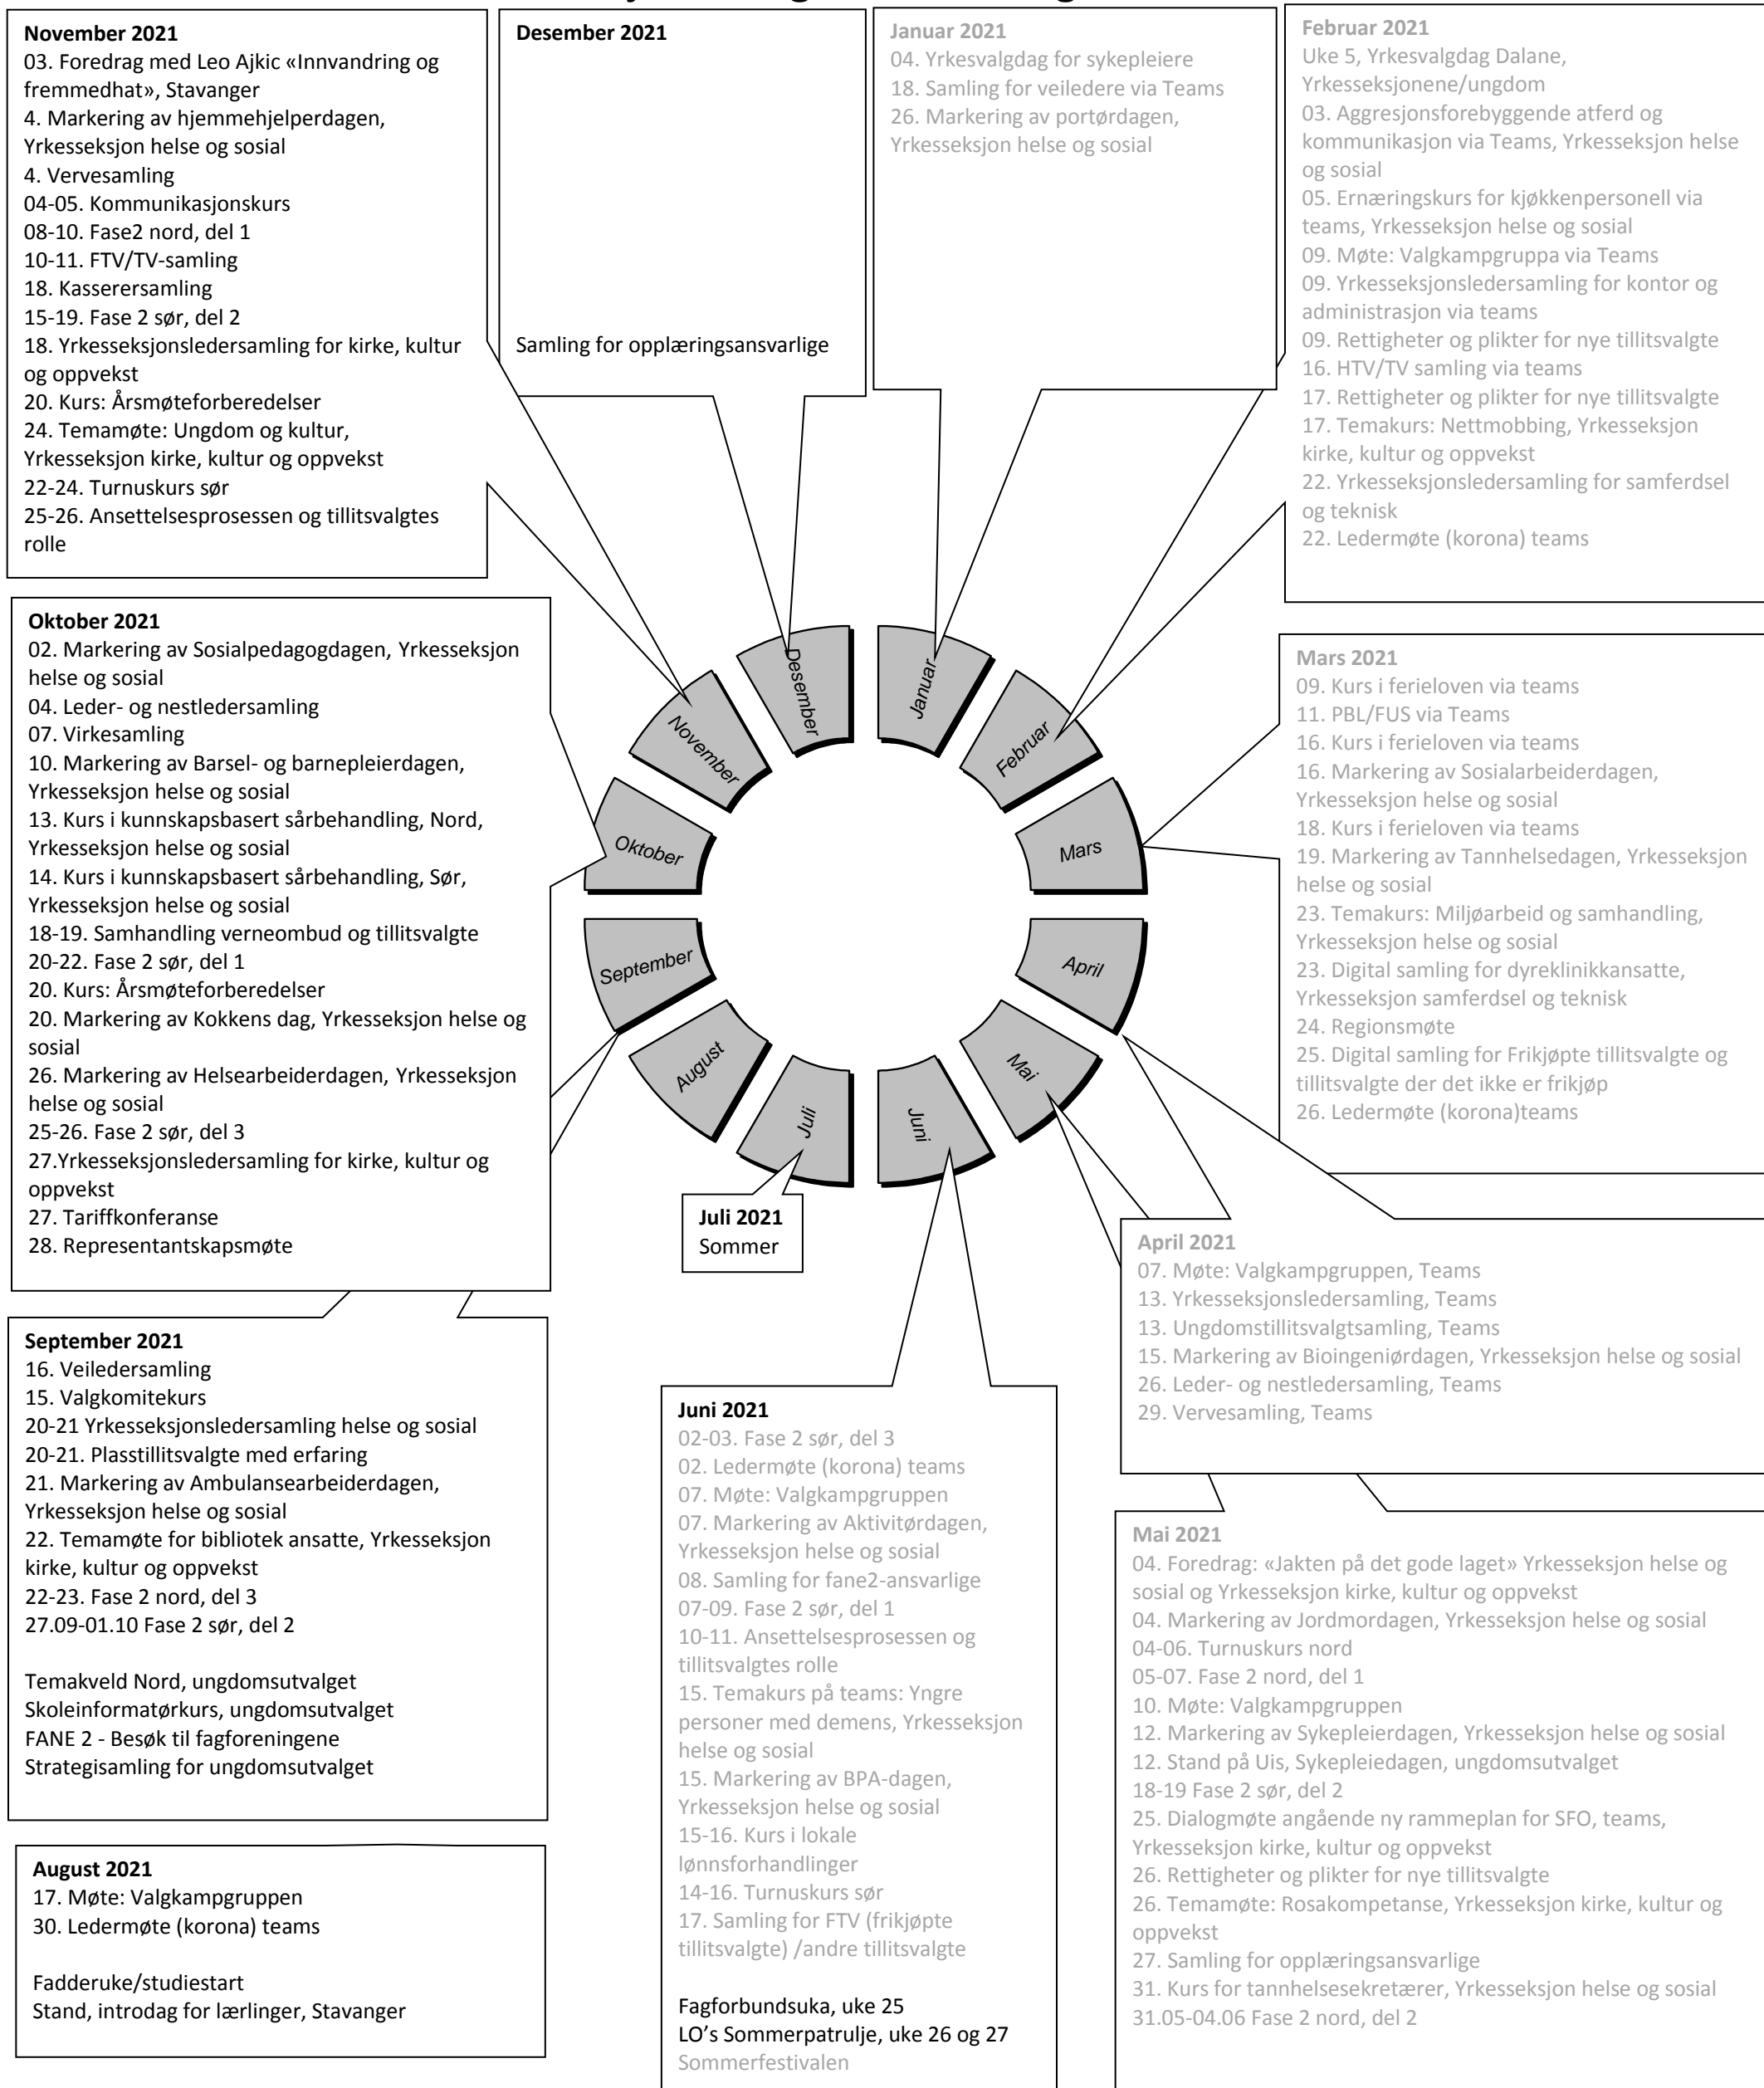 November 2021
03. Foredrag med Leo Ajkic «Innvandring og
fremmedhat», Stavanger
4. Markering av hjemmehjelperdagen,
Yrkesseksjon helse og sosial
4. Vervesamling
04-05. Kommunikasjonskurs
08-10. Fase2 nord, del 1
10-11. FTV/TV-samling
18. Kasserersamling
15-19. Fase 2 sør, del 2
18. Yrkesseksjonsledersamling for kirke, kultur
og oppvekst
20. Kurs: Årsmøteforberedelser
24. Temamøte: Ungdom og kultur,
Yrkesseksjon kirke, kultur og oppvekst
22-24. Turnuskurs sør
25-26. Ansettelsesprosessen og tillitsvalgtes
rolle
Desember 2021
Samling for opplæringsansvarlige
Januar 2021
04. Yrkesvalgdag for sykepleiere
18. Samling for veiledere via Teams
26. Markering av portørdagen,
Yrkesseksjon helse og sosial
Februar 2021
Uke 5, Yrkesvalgdag Dalane,
Yrkesseksjonene/ungdom
03. Aggresjonsforebyggende atferd og
kommunikasjon via Teams, Yrkesseksjon helse
og sosial
05. Ernæringskurs for kjøkkenpersonell via
teams, Yrkesseksjon helse og sosial
09. Møte: Valgkampgruppa via Teams
09. Yrkesseksjonsledersamling for kontor og
administrasjon via teams
09. Rettigheter og plikter for nye tillitsvalgte
16. HTV/TV samling via teams
17. Rettigheter og plikter for nye tillitsvalgte
17. Temakurs: Nettmobbing, Yrkesseksjon
kirke, kultur og oppvekst
22. Yrkesseksjonsledersamling for samferdsel
og teknisk
22. Ledermøte (korona) teams
Oktober 2021
02. Markering av Sosialpedagogdagen, Yrkesseksjon
helse og sosial
04. Leder- og nestledersamling
07. Virkesamling
10. Markering av Barsel- og barnepleierdagen,
Yrkesseksjon helse og sosial
13. Kurs i kunnskapsbasert sårbehandling, Nord,
Yrkesseksjon helse og sosial
14. Kurs i kunnskapsbasert sårbehandling, Sør,
Yrkesseksjon helse og sosial
18-19. Samhandling verneombud og tillitsvalgte
20-22. Fase 2 sør, del 1
20. Kurs: Årsmøteforberedelser
20. Markering av Kokkens dag, Yrkesseksjon helse og
sosial
26. Markering av Helsearbeiderdagen, Yrkesseksjon
helse og sosial
25-26. Fase 2 sør, del 3
27.Yrkesseksjonsledersamling for kirke, kultur og
oppvekst
27. Tariffkonferanse
28. Representantskapsmøte
Desember
Januar
November
Februar
Oktober
Mars
September
April
August
Mai
Juli
Juni
Mars 2021
09. Kurs i ferieloven via teams
11. PBL/FUS via Teams
16. Kurs i ferieloven via teams
16. Markering av Sosialarbeiderdagen,
Yrkesseksjon helse og sosial
18. Kurs i ferieloven via teams
19. Markering av Tannhelsedagen, Yrkesseksjon
helse og sosial
23. Temakurs: Miljøarbeid og samhandling,
Yrkesseksjon helse og sosial
23. Digital samling for dyreklinikkansatte,
Yrkesseksjon samferdsel og teknisk
24. Regionsmøte
25. Digital samling for Frikjøpte tillitsvalgte og
tillitsvalgte der det ikke er frikjøp
26. Ledermøte (korona)teams
Juli 2021
Sommer
April 2021
07. Møte: Valgkampgruppen, Teams
13. Yrkesseksjonsledersamling, Teams
13. Ungdomstillitsvalgtsamling, Teams
15. Markering av Bioingeniørdagen, Yrkesseksjon helse og sosial
26. Leder- og nestledersamling, Teams
29. Vervesamling, Teams
September 2021
16. Veiledersamling
15. Valgkomitekurs
20-21 Yrkesseksjonsledersamling helse og sosial
20-21. Plasstillitsvalgte med erfaring
21. Markering av Ambulansearbeiderdagen,
Yrkesseksjon helse og sosial
22. Temamøte for bibliotek ansatte, Yrkesseksjon
kirke, kultur og oppvekst
22-23. Fase 2 nord, del 3
27.09-01.10 Fase 2 sør, del 2
Temakveld Nord, ungdomsutvalget
Skoleinformatørkurs, ungdomsutvalget
FANE 2 - Besøk til fagforeningene
Strategisamling for ungdomsutvalget
Juni 2021
02-03. Fase 2 sør, del 3
02. Ledermøte (korona) teams
07. Møte: Valgkampgruppen
07. Markering av Aktivitørdagen,
Yrkesseksjon helse og sosial
08. Samling for fane2-ansvarlige
07-09. Fase 2 sør, del 1
10-11. Ansettelsesprosessen og
tillitsvalgtes rolle
15. Temakurs på teams: Yngre
personer med demens, Yrkesseksjon
helse og sosial
15. Markering av BPA-dagen,
Yrkesseksjon helse og sosial
15-16. Kurs i lokale
lønnsforhandlinger
14-16. Turnuskurs sør
17. Samling for FTV (frikjøpte
tillitsvalgte) /andre tillitsvalgte
Fagforbundsuka, uke 25
LO's Sommerpatrulje, uke 26 og 27
Sommerfestivalen
Mai 2021
04. Foredrag: «Jakten på det gode laget» Yrkesseksjon helse og
sosial og Yrkesseksjon kirke, kultur og oppvekst
04. Markering av Jordmordagen, Yrkesseksjon helse og sosial
04-06. Turnuskurs nord
05-07. Fase 2 nord, del 1
10. Møte: Valgkampgruppen
12. Markering av Sykepleierdagen, Yrkesseksjon helse og sosial
12. Stand på Uis, Sykepleiedagen, ungdomsutvalget
18-19 Fase 2 sør, del 2
25. Dialogmøte angående ny rammeplan for SFO, teams,
Yrkesseksjon kirke, kultur og oppvekst
26. Rettigheter og plikter for nye tillitsvalgte
26. Temamøte: Rosakompetanse, Yrkesseksjon kirke, kultur og
oppvekst
27. Samling for opplæringsansvarlige
31. Kurs for tannhelsesekretærer, Yrkesseksjon helse og sosial
31.05-04.06 Fase 2 nord, del 2
August 2021
17. Møte: Valgkampgruppen
30. Ledermøte (korona) teams
Fadderuke/studiestart
Stand, introdag for lærlinger, Stavanger